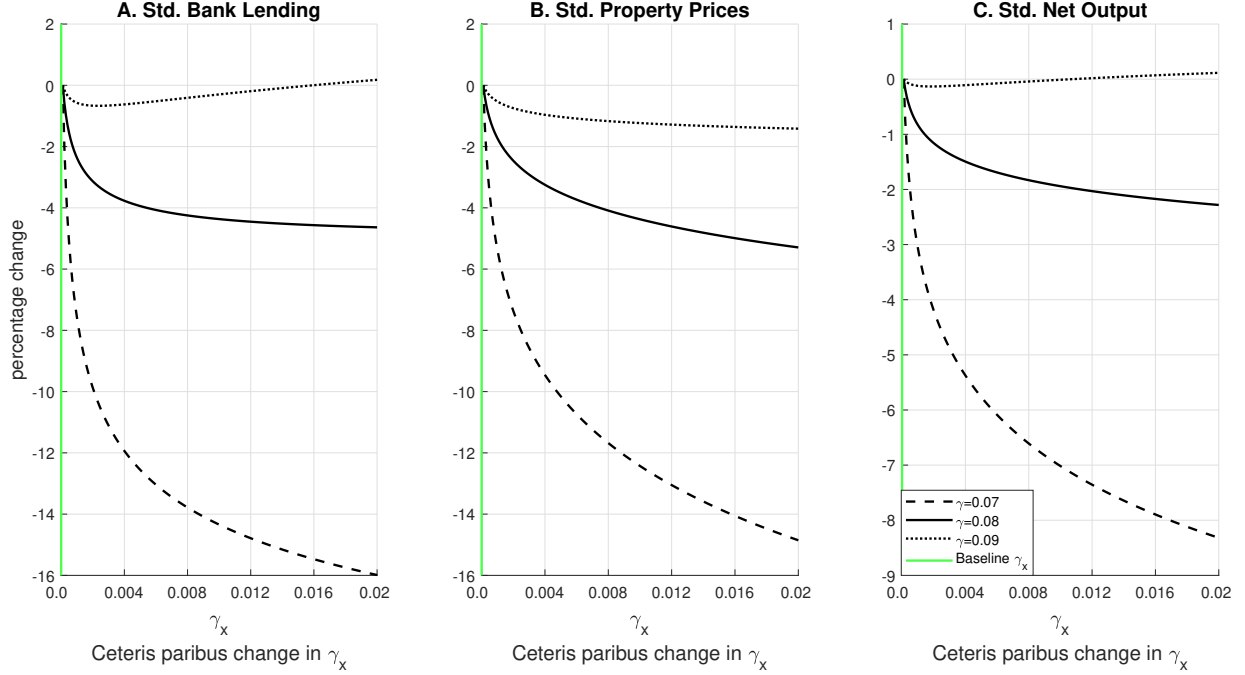 A. Std. Bank Lending
percentage change
2
0
-2
-4
-6
-8
-10
-12
-14
-16
0.0 0.004 0.008 0.012 0.016 0.02
γx
Ceteris paribus change in γx
B. Std. Property Prices
2
0
-2
-4
-6
-8
-10
-12
-14
-16
0.0 0.004 0.008 0.012 0.016 0.02
γx
Ceteris paribus change in γx
C. Std. Net Output
1
0
-1
-2
-3
-4
-5
-6
-7
-8
-9
γ=0.07
γ=0.08
γ=0.09
Baseline γx
0.0 0.004 0.008 0.012 0.016 0.02
γx
Ceteris paribus change in γx